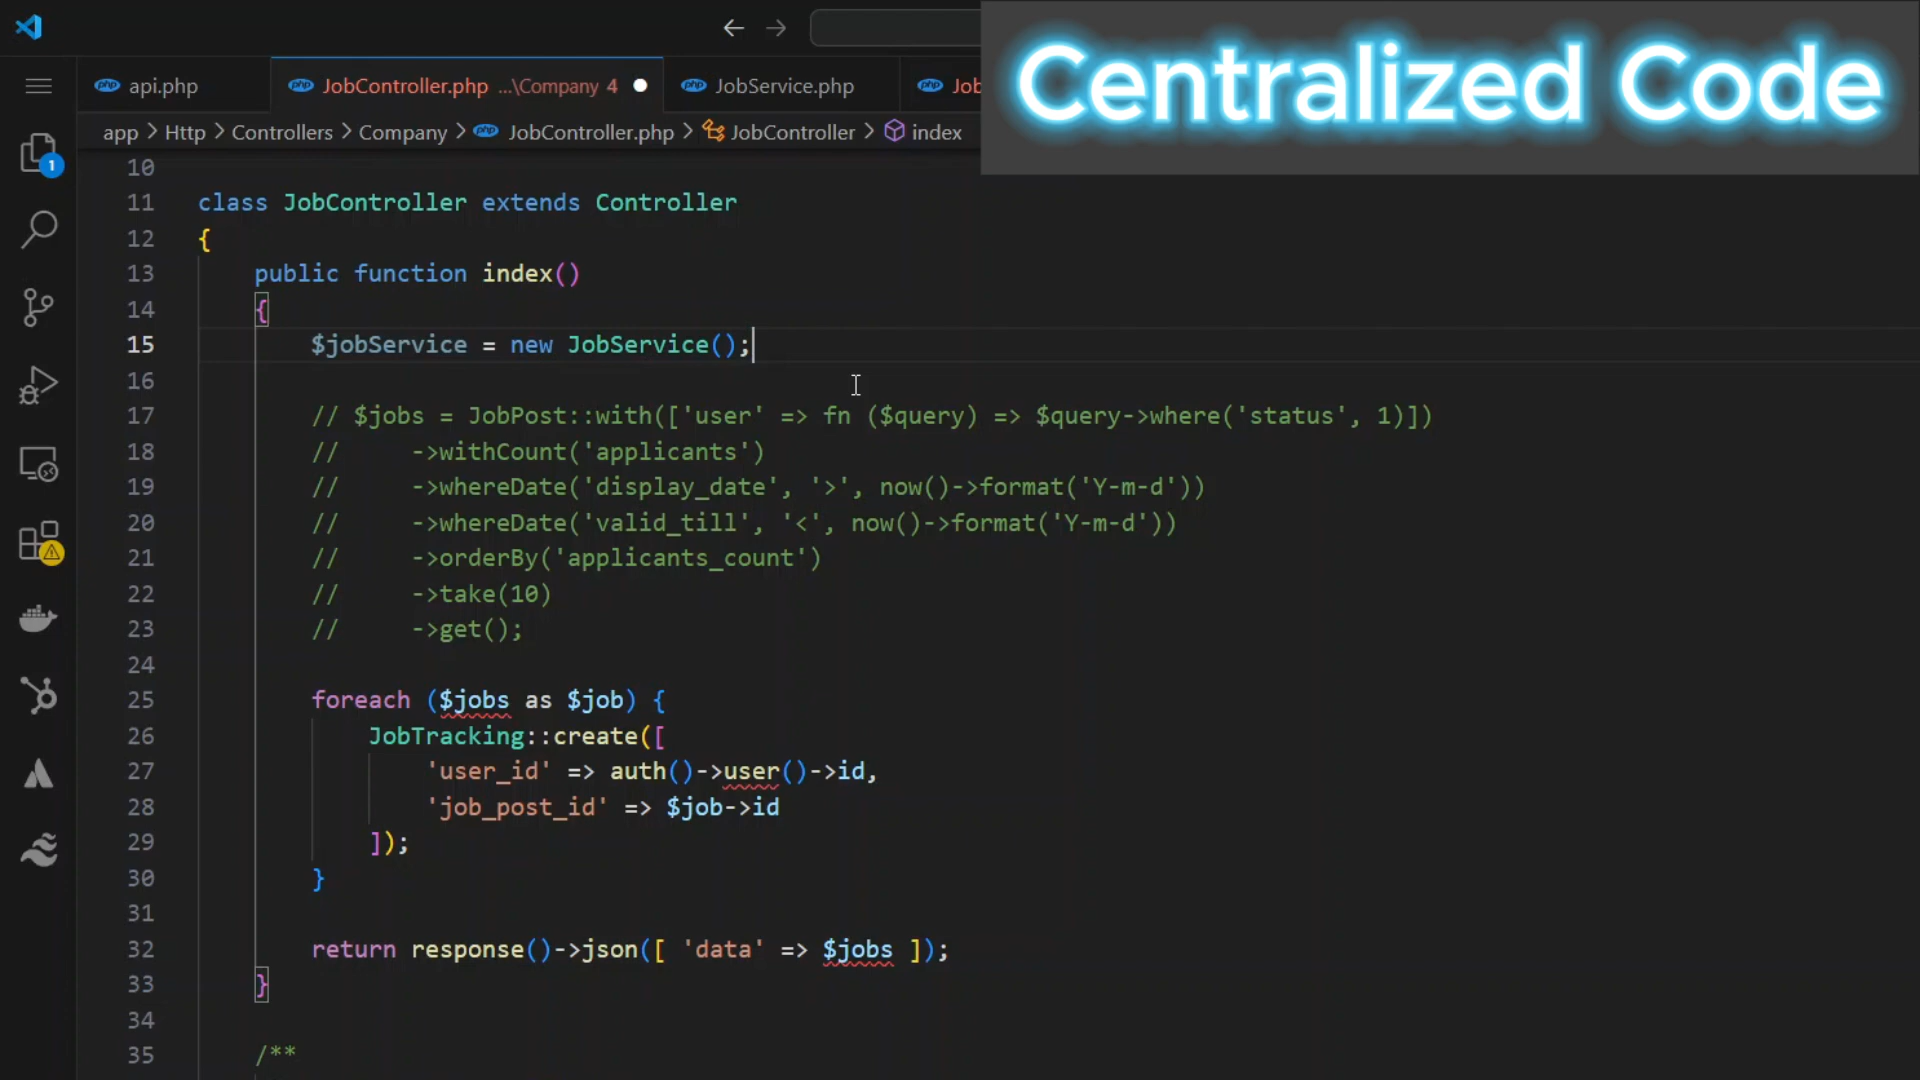 Centralized Code
api.php
JobController.php ...\Company 4
JobService.php
Job
app > Http > Controllers > Company > JobController.php > JobController > index
10
11 class JobController extends Controller
12 {
13 public function index()
14 {
15 $jobService = new JobService();
16
17 // $jobs = JobPost::with(['user' => fn ($query) => $query->where('status', 1)])
18 // ->withCount('applicants')
19 // ->whereDate('display_date', '>', now()->format('Y-m-d'))
20 // ->whereDate('valid_till', '<', now()->format('Y-m-d'))
21 // ->orderBy('applicants_count')
22 // ->take(10)
23 // ->get();
24
25 foreach ($jobs as $job) {
26 JobTracking::create([
27 'user_id' => auth()->user()->id,
28 'job_post_id' => $job->id
29 ]);
30 }
31
32 return response()->json([ 'data' => $jobs ]);
33 }
34
35 /**
1